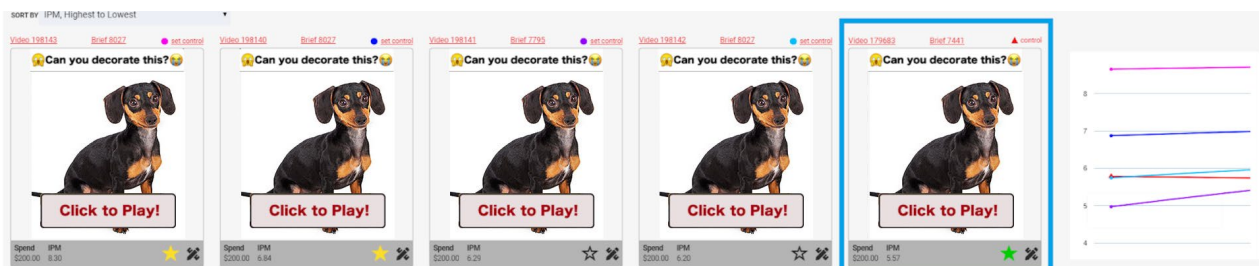 SORT BY IPM, Highest to Lowest
Video 198143 Brief 8027 set control
😱Can you decorate this?😭
Click to Play!
Spend IPM
$200.00 8.30
Video 198140 Brief 8027 set control
😱Can you decorate this?😭
Click to Play!
Spend IPM
$200.00 6.84
Video 198141 Brief 7795 set control
😱Can you decorate this?😭
Click to Play!
Spend IPM
$200.00 6.29
Video 198142 Brief 8027 set control
😱Can you decorate this?😭
Click to Play!
Spend IPM
$200.00 6.20
Video 179683 Brief 7441 control
😱Can you decorate this?😭
Click to Play!
Spend IPM
$200.00 5.57
8
7
6
5
4